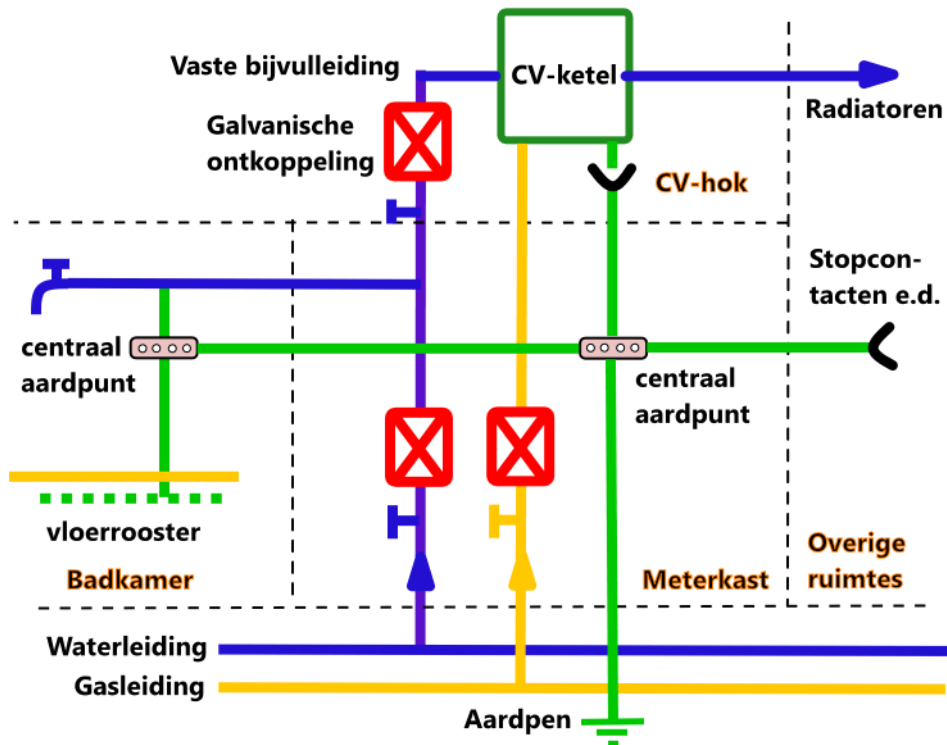 Vaste bijvulleiding
CV-ketel
Radiatoren
Galvanische
ontkoppeling
CV-hok
Stopcon-
tacten e.d.
centraal
aardpunt
centraal
aardpunt
vloerrooster
Badkamer
Meterkast
Overige
ruimtes
Waterleiding
Gasleiding
Aardpen